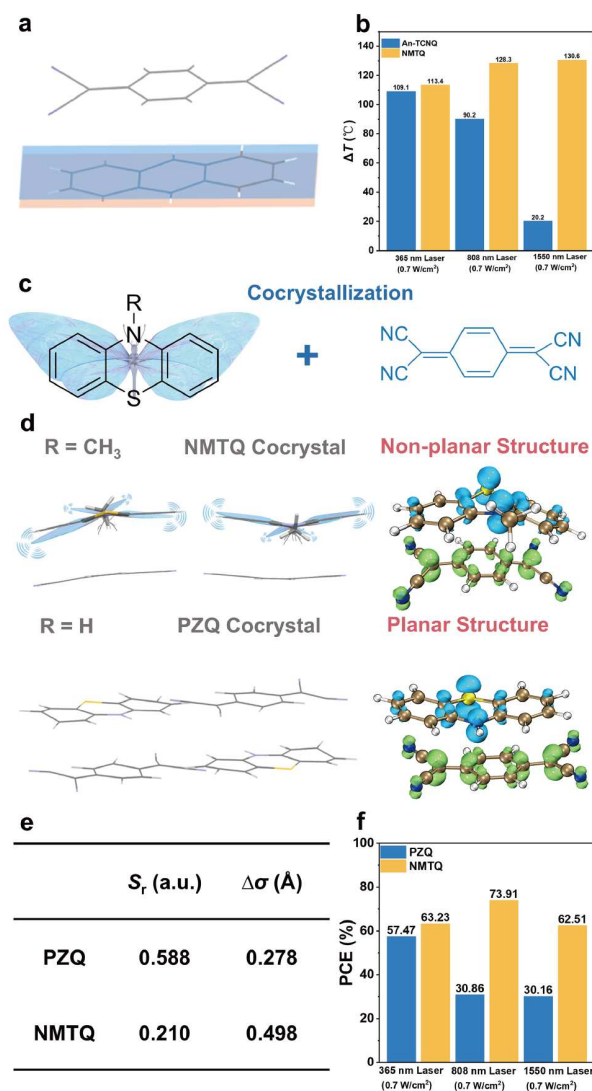 a
b
An-TCNQ
NMTQ
ΔT (℃)
140
120
100
80
60
40
20
0
109.1
113.4
90.2
128.3
20.2
130.6
365 nm Laser 808 nm Laser 1550 nm Laser
(0.7 W/cm²) (0.7 W/cm²) (0.7 W/cm²)
c
Cocrystallization
R
N
S
+
NC
NC
CN
CN
d
R = CH₃
NMTQ Cocrystal
Non-planar Structure
R = H
PZQ Cocrystal
Planar Structure
e
Sr (a.u.) Δσ (Å)
PZQ 0.588 0.278
NMTQ 0.210 0.498
f
PZQ
NMTQ
PCE (%)
100
80
60
40
20
0
57.47
63.23
30.86
73.91
30.16
62.51
365 nm Laser 808 nm Laser 1550 nm Laser
(0.7 W/cm²) (0.7 W/cm²) (0.7 W/cm²)